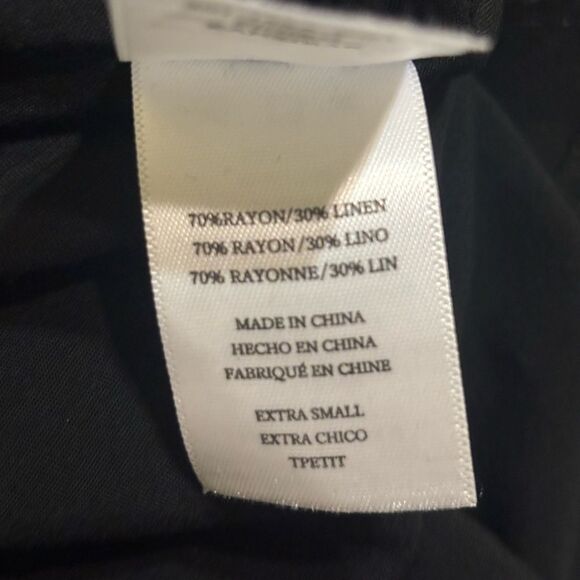 70%RAYON/30% LINEN
70% RAYON/30% LINO
70% RAYONNE/30% LIN
MADE IN CHINA
HECHO EN CHINA
FABRIQUÉ EN CHINE
EXTRA SMALL
EXTRA CHICO
TPETIT